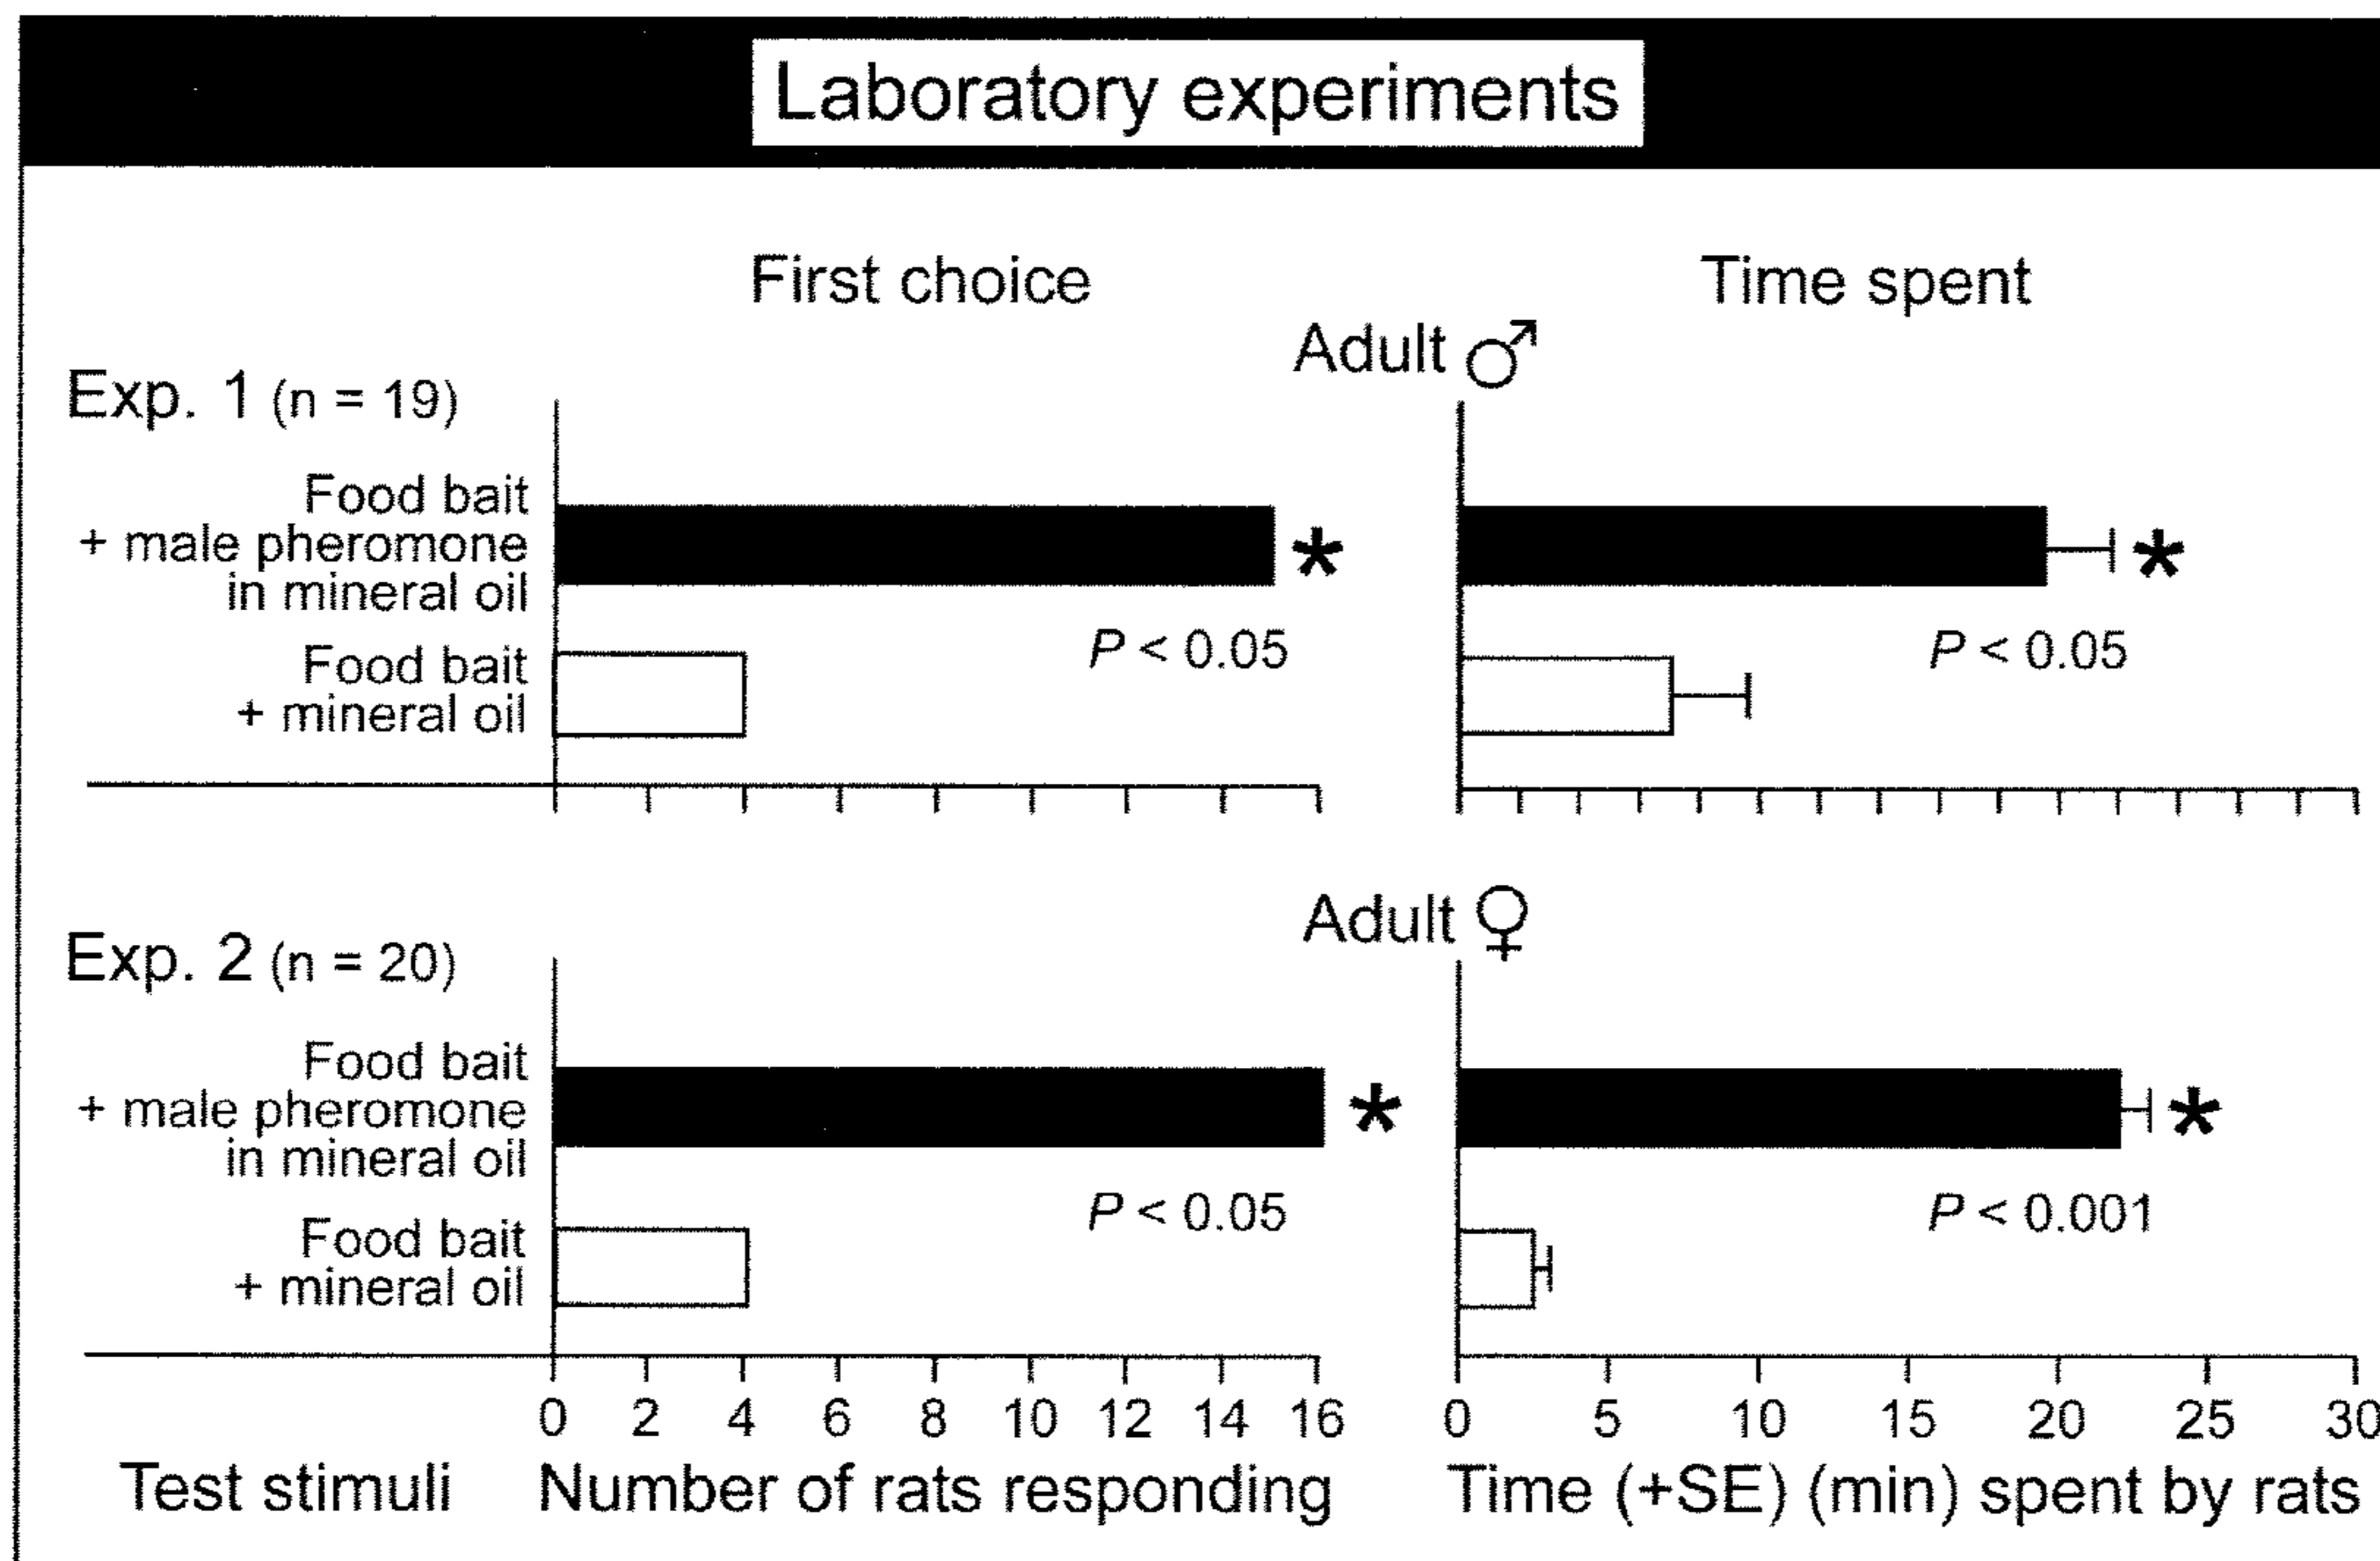 Laboratory experiments
First choice
Time spent
Adult ♂
Exp. 1 (n = 19)
Food bait
+ male pheromone
in mineral oil
*
*
P < 0.05
P < 0.05
Food bait
+ mineral oil
Adult ♀
Exp. 2 (n = 20)
Food bait
+ male pheromone
in mineral oil
*
*
P < 0.05
P < 0.001
Food bait
+ mineral oil
0 2 4 6 8 10 12 14 16
0 5 10 15 20 25 30
Test stimuli
Number of rats responding
Time (+SE) (min) spent by rats